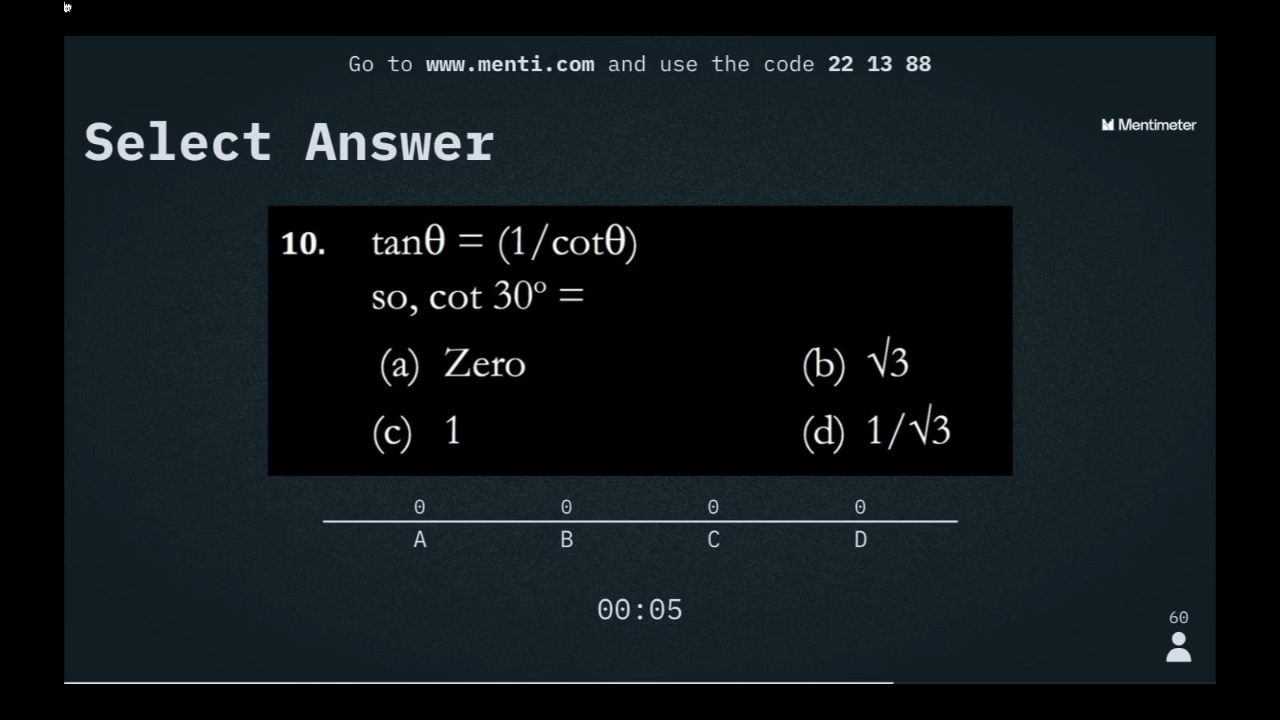 Go to www.menti.com and use the code 22 13 88
Mentimeter
Select Answer
10. tanθ = (1/cotθ)
so, cot 30º =
(a) Zero (b) √3
(c) 1 (d) 1/√3
0 0 0 0
A B C D
00:05
60